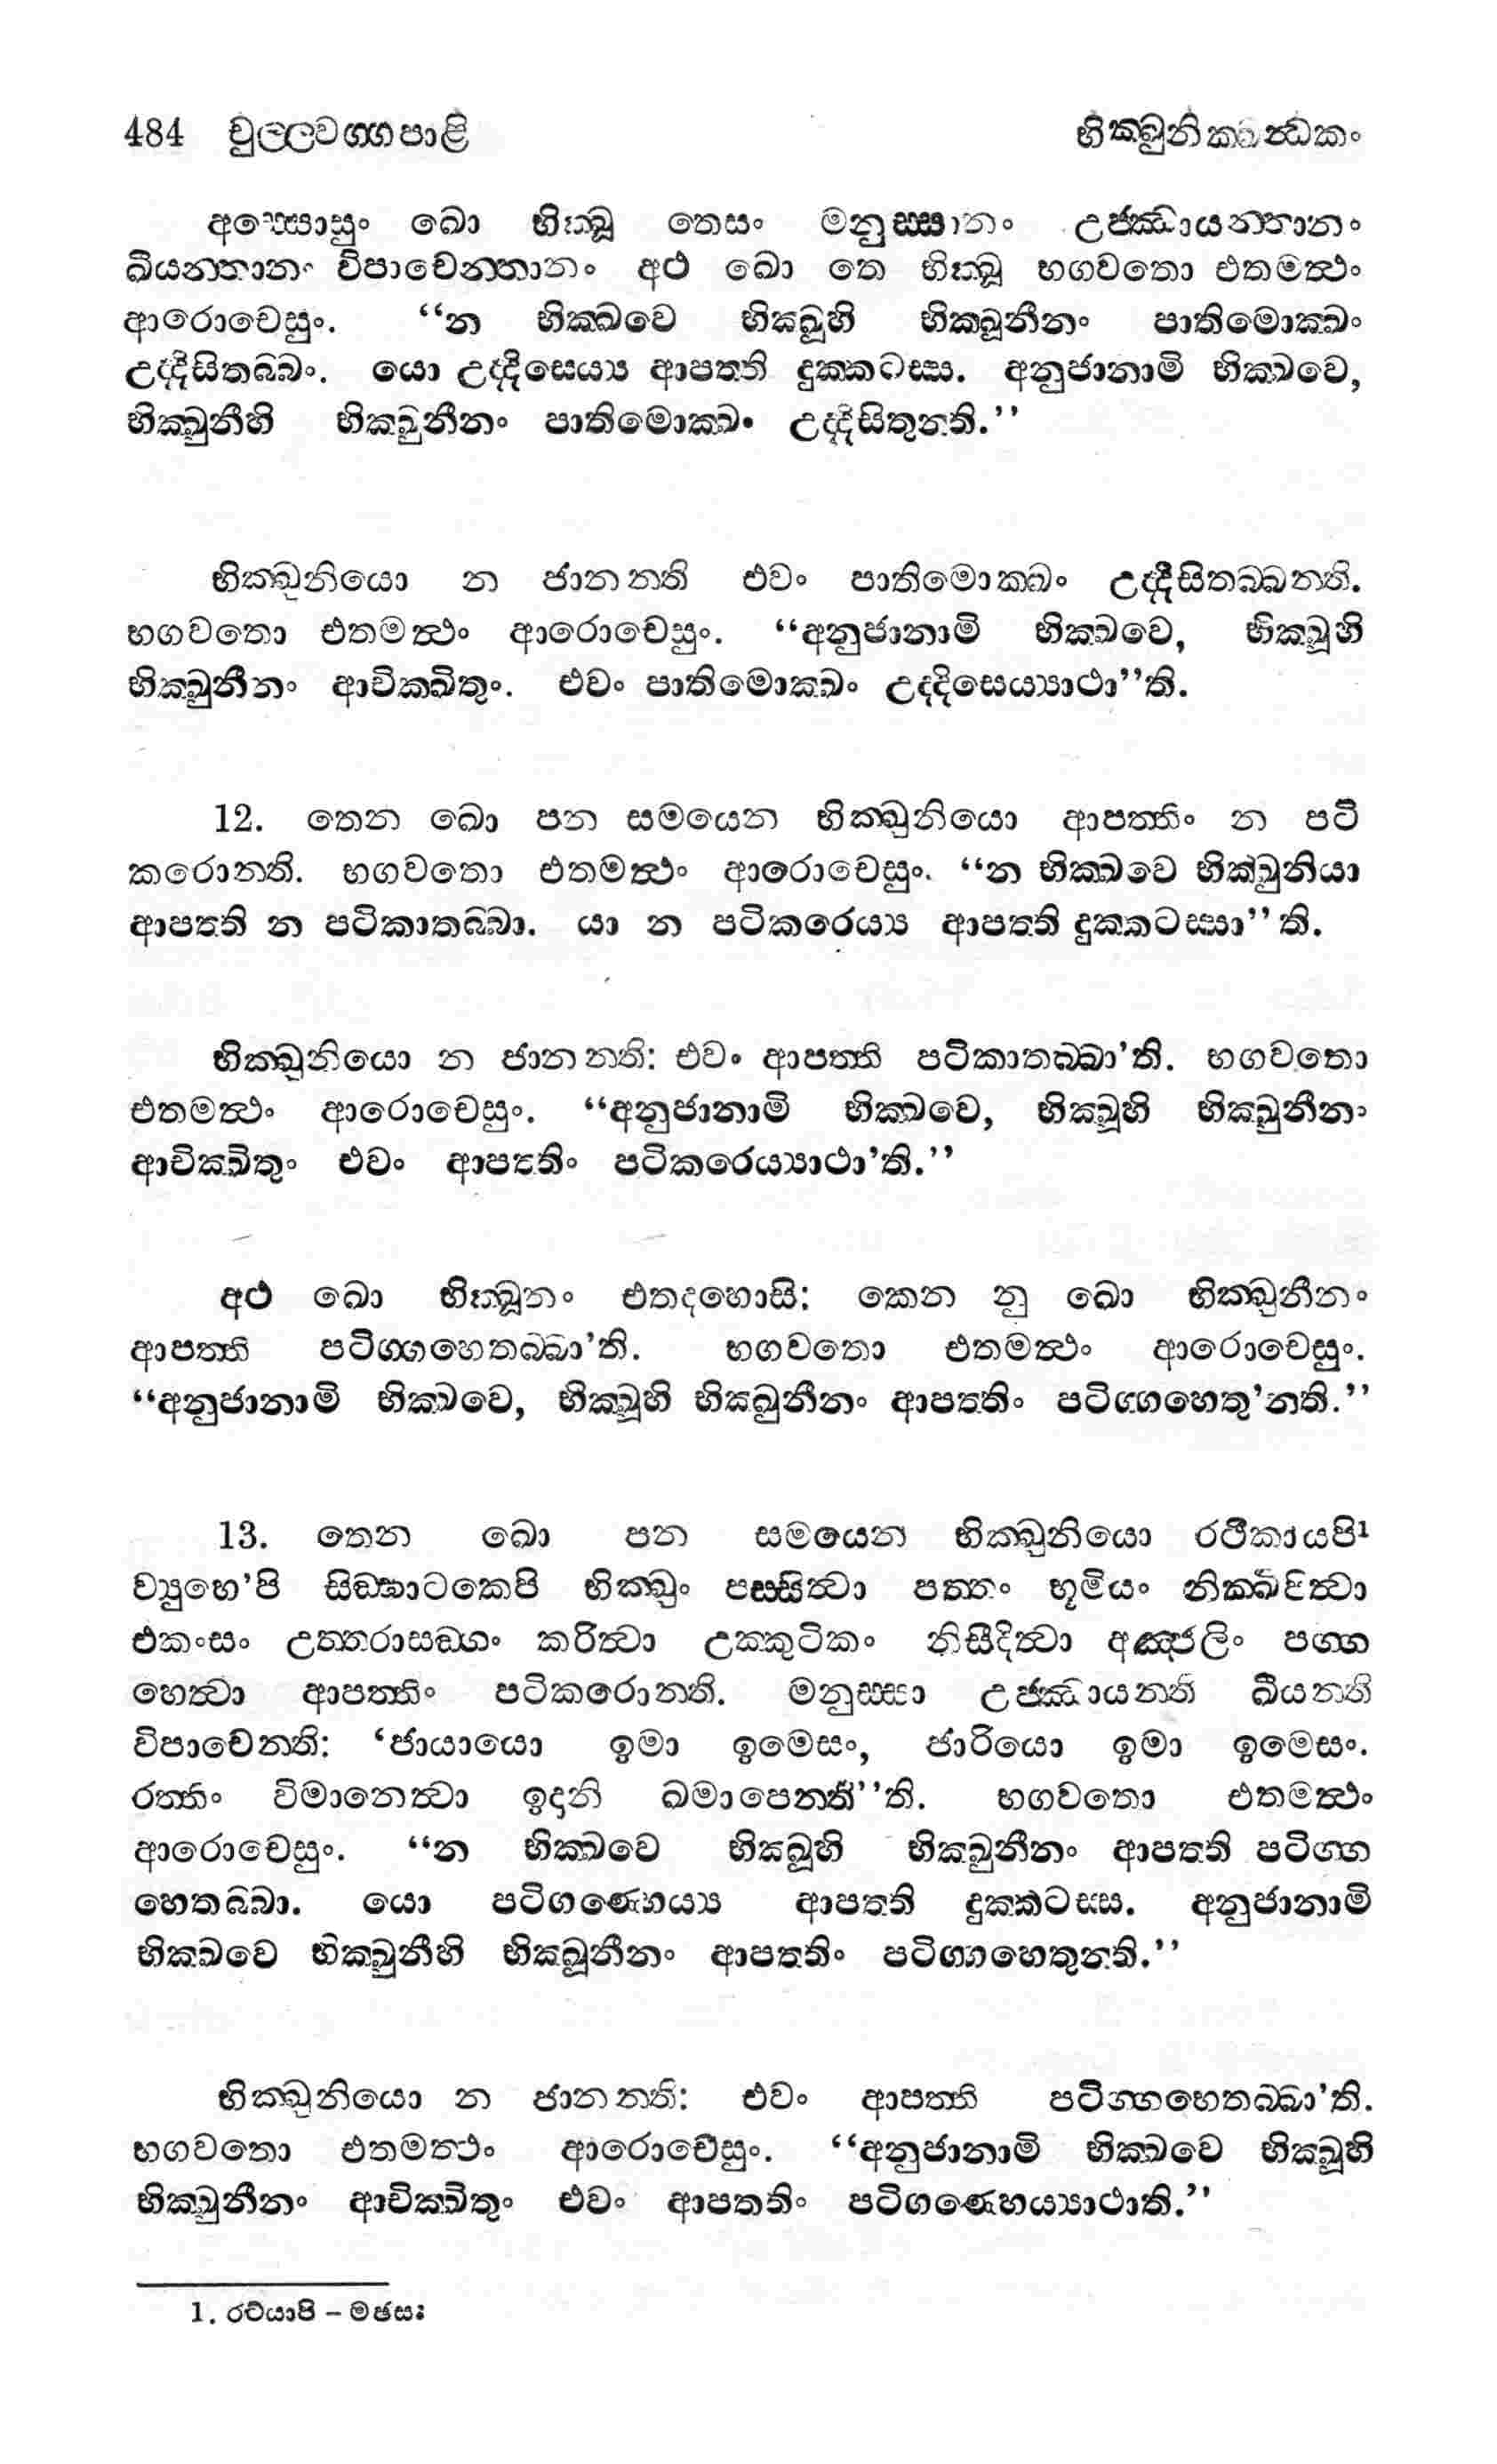 484 චුල්ලවග්ගපාළි භික්ඛුනික්ඛන්ධකං
අස්සොසුං ඛො භික්ඛූ තෙසං මනුස්සානං උජ්ඣායන්තානං
ඛීයන්තානං විපාචෙන්තානං අථ ඛො තෙ භික්ඛූ භගවතො එතමත්ථං
ආරොචෙසුං. “න භික්ඛවෙ භික්ඛූහි භික්ඛූනීනං පාතිමොක්ඛං
උද්දිසිතබ්බං. යො උද්දිසෙය්ය ආපත්ති දුක්කටස්ස. අනුජානාමි භික්ඛවෙ,
භික්ඛුනීහි භික්ඛුනීනං පාතිමොක්ඛං උද්දිසිතුන්ති.”
භික්ඛුනියො න ජානන්ති එවං පාතිමොක්ඛං උද්දීසිතබ්බන්ති.
භගවතො එතමත්ථං ආරොචෙසුං. “අනුජානාමි භික්ඛවෙ, භික්ඛූහි
භික්ඛුනීනං ආචික්ඛිතුං. එවං පාතිමොක්ඛං උද්දිසෙය්යාථා”ති.
12. තෙන ඛො පන සමයෙන භික්ඛුනියො ආපත්තිං න පටි
කරොන්ති. භගවතො එතමත්ථං ආරොචෙසුං. “න භික්ඛවෙ භික්ඛුනියා
ආපත්ති න පටිකාතබ්බා. යා න පටිකරෙය්ය ආපත්ති දුක්කටස්සා” ති.
භික්ඛුනියො න ජානන්ති: එවං ආපත්ති පටිකාතබ්බා’ති. භගවතො
එතමත්ථං ආරොචෙසුං. “අනුජානාමි භික්ඛවෙ, භික්ඛූහි භික්ඛුනීනං
ආචික්ඛිතුං එවං ආපත්තිං පටිකරෙය්යාථා’ති.”
අථ ඛො භික්ඛූනං එතදහොසි: කෙන නු ඛො භික්ඛුනීනං
ආපත්ති පටිග්ගහෙතබ්බා’ති. භගවතො එතමත්ථං ආරොචෙසුං.
“අනුජානාමි භික්ඛවෙ, භික්ඛූහි භික්ඛුනීනං ආපත්තිං පටිග්ගහෙතු’න්ති.”
13. තෙන ඛො පන සමයෙන භික්ඛුනියො රථිකායපි¹
ව්යුහෙ’පි සිඞ්ඝාටකෙපි භික්ඛුං පස්සිත්වා පත්තං භූමියං නික්ඛිපිත්වා
එකංසං උත්තරාසඞ්ගං කරිත්වා උක්කුටිකං නිසීදිත්වා අඤ්ජලිං පග්ග
හෙත්වා ආපත්තිං පටිකරොන්ති. මනුස්සා උජ්ඣායන්ති ඛීයන්ති
විපාචෙන්ති: ‘ජායායො ඉමා ඉමෙසං, ජාරියො ඉමා ඉමෙසං.
රත්තිං විමානෙත්වා ඉදානි ඛමාපෙන්තී”ති. භගවතො එතමත්ථං
ආරොචෙසුං. “න භික්ඛවෙ භික්ඛූහි භික්ඛුනීනං ආපත්ති පටිග්ග
හෙතබ්බා. යො පටිගණ්හෙය්ය ආපත්ති දුක්කටස්ස. අනුජානාමි
භික්ඛවෙ භික්ඛුනීහි භික්ඛූනීනං ආපත්තිං පටිග්ගහෙතුන්ති.”
භික්ඛුනියො න ජානන්ති: එවං ආපත්ති පටිග්ගහෙතබ්බා’ති.
භගවතො එතමත්ථං ආරොචෙසුං. “අනුජානාමි භික්ඛවෙ භික්ඛූහි
භික්ඛුනීනං ආචික්ඛිතුං එවං ආපත්තිං පටිගණ්හෙය්යාථාති.”
1. රථ්යාපි – මඡසං